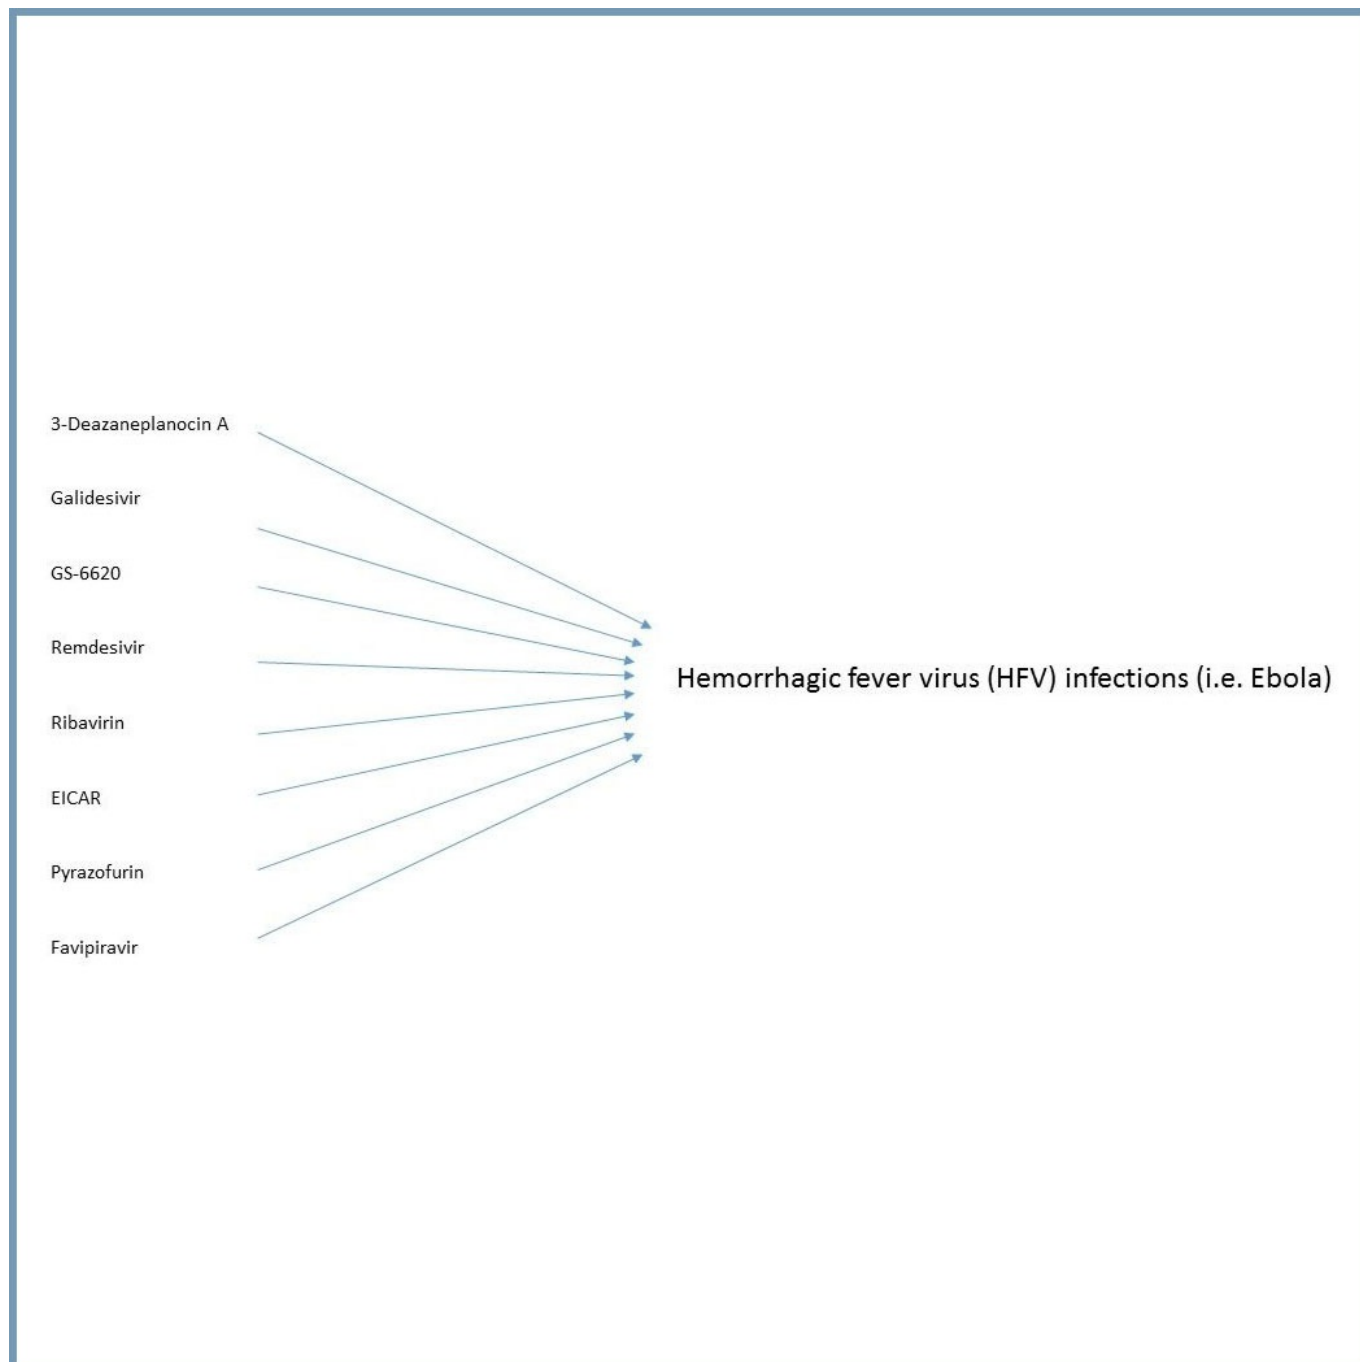 3-Deazaneplanocin A
Galidesivir
GS-6620
Remdesivir
Ribavirin
EICAR
Pyrazofurin
Favipiravir
Hemorrhagic fever virus (HFV) infections (i.e. Ebola)